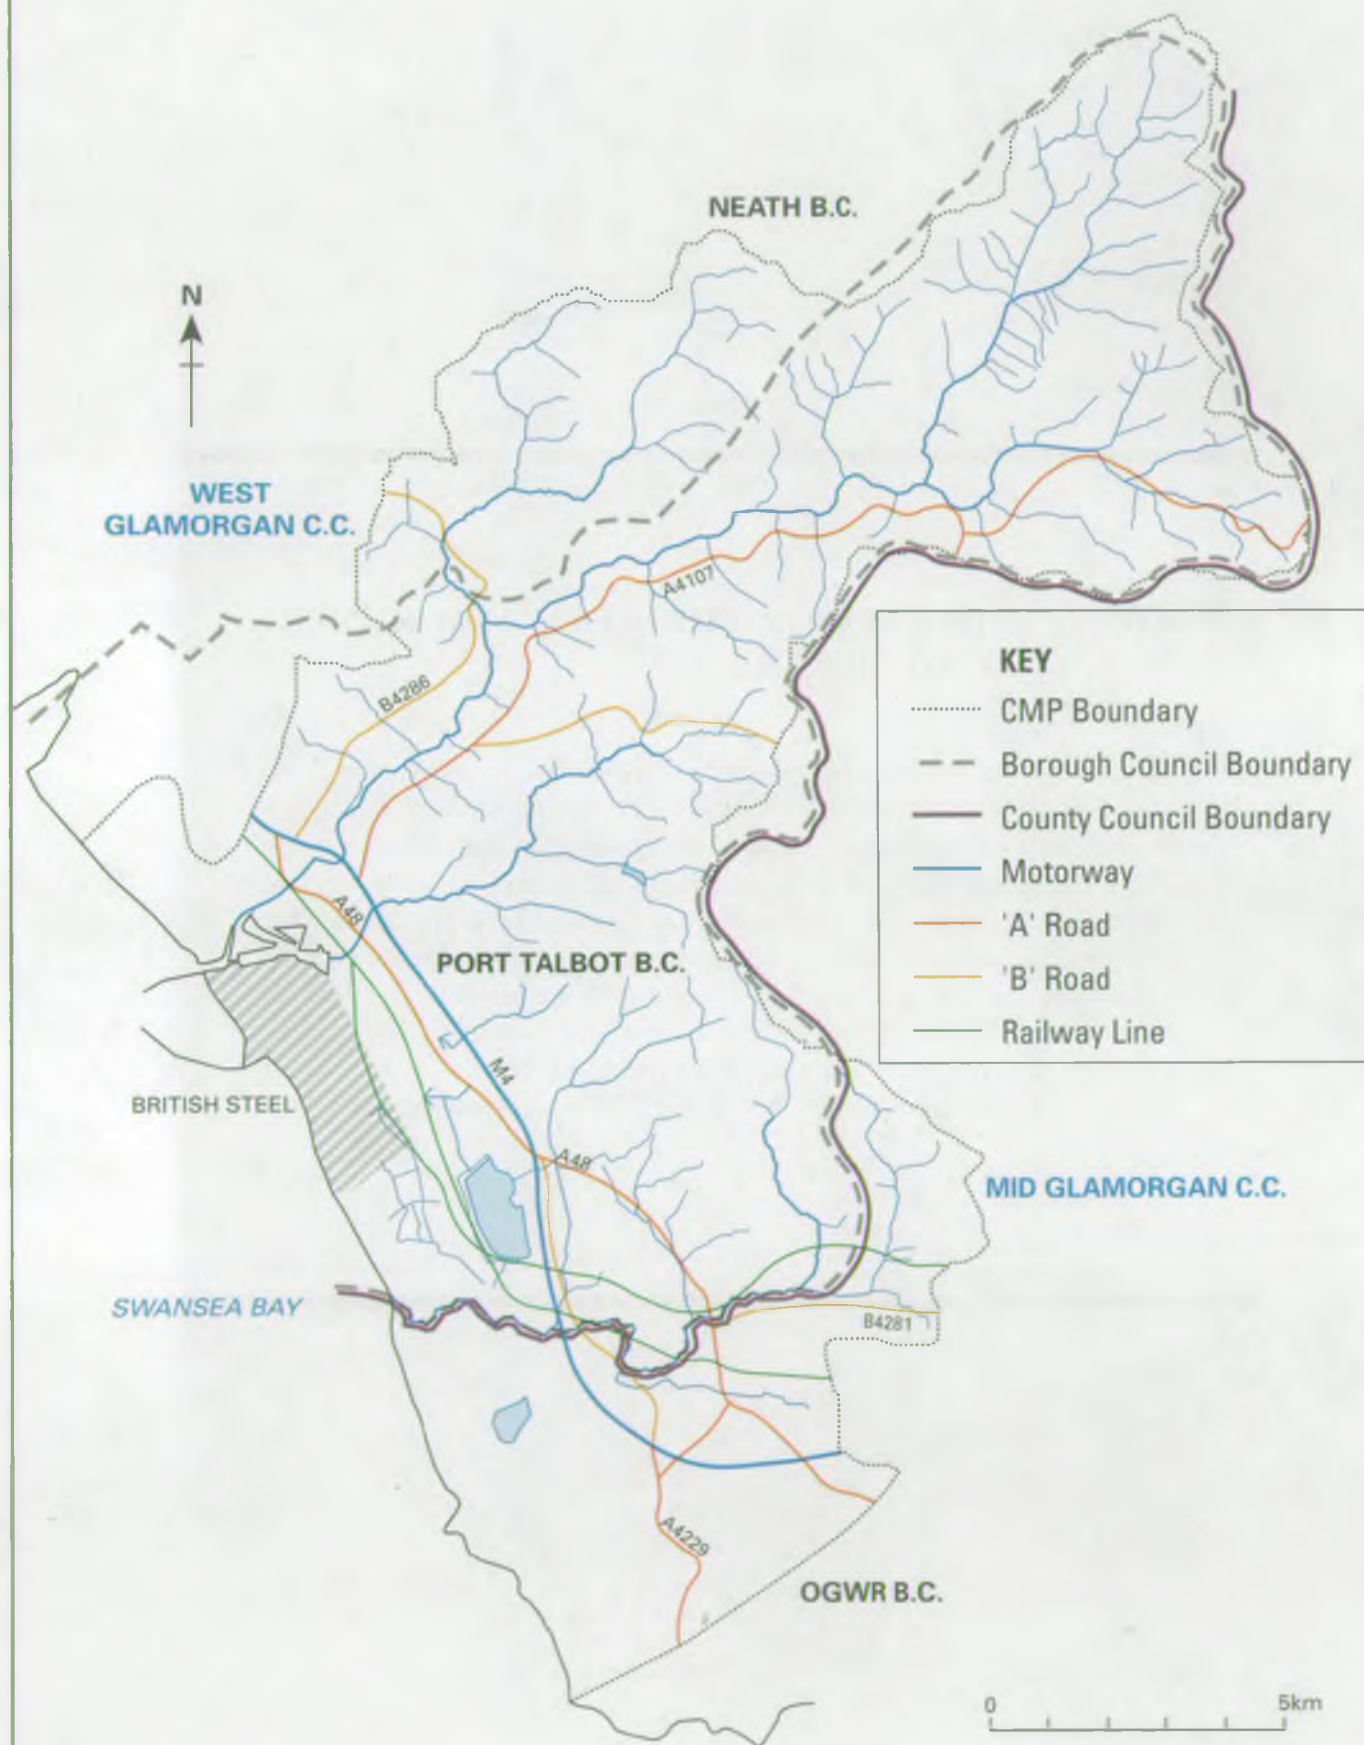 NEATH B.C.
N
WEST
GLAMORGAN C.C.
A4107
B4286
KEY
CMP Boundary
Borough Council Boundary
County Council Boundary
Motorway
'A' Road
'B' Road
Railway Line
A48
PORT TALBOT B.C.
M4
BRITISH STEEL
A48
MID GLAMORGAN C.C.
SWANSEA BAY
B4281
A4229
OGWR B.C.
0 5km